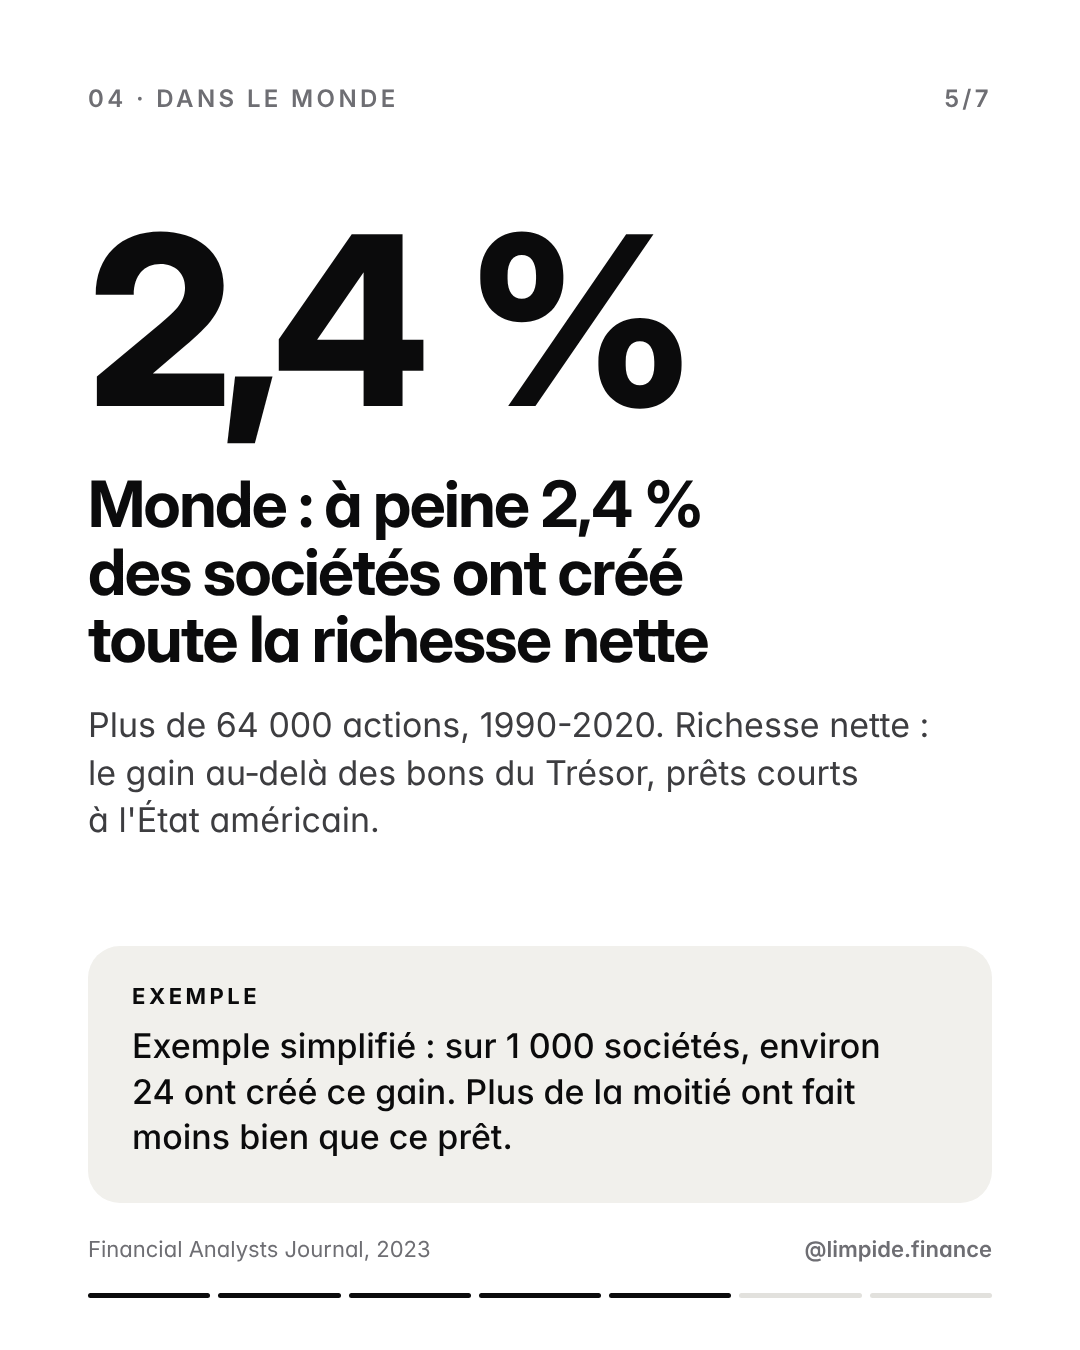 04 · DANS LE MONDE
5/7
2,4 %
Monde : à peine 2,4 %
des sociétés ont créé
toute la richesse nette
Plus de 64 000 actions, 1990-2020. Richesse nette :
le gain au-delà des bons du Trésor, prêts courts
à l'État américain.
EXEMPLE
Exemple simplifié : sur 1 000 sociétés, environ
24 ont créé ce gain. Plus de la moitié ont fait
moins bien que ce prêt.
Financial Analysts Journal, 2023
@limpide.finance